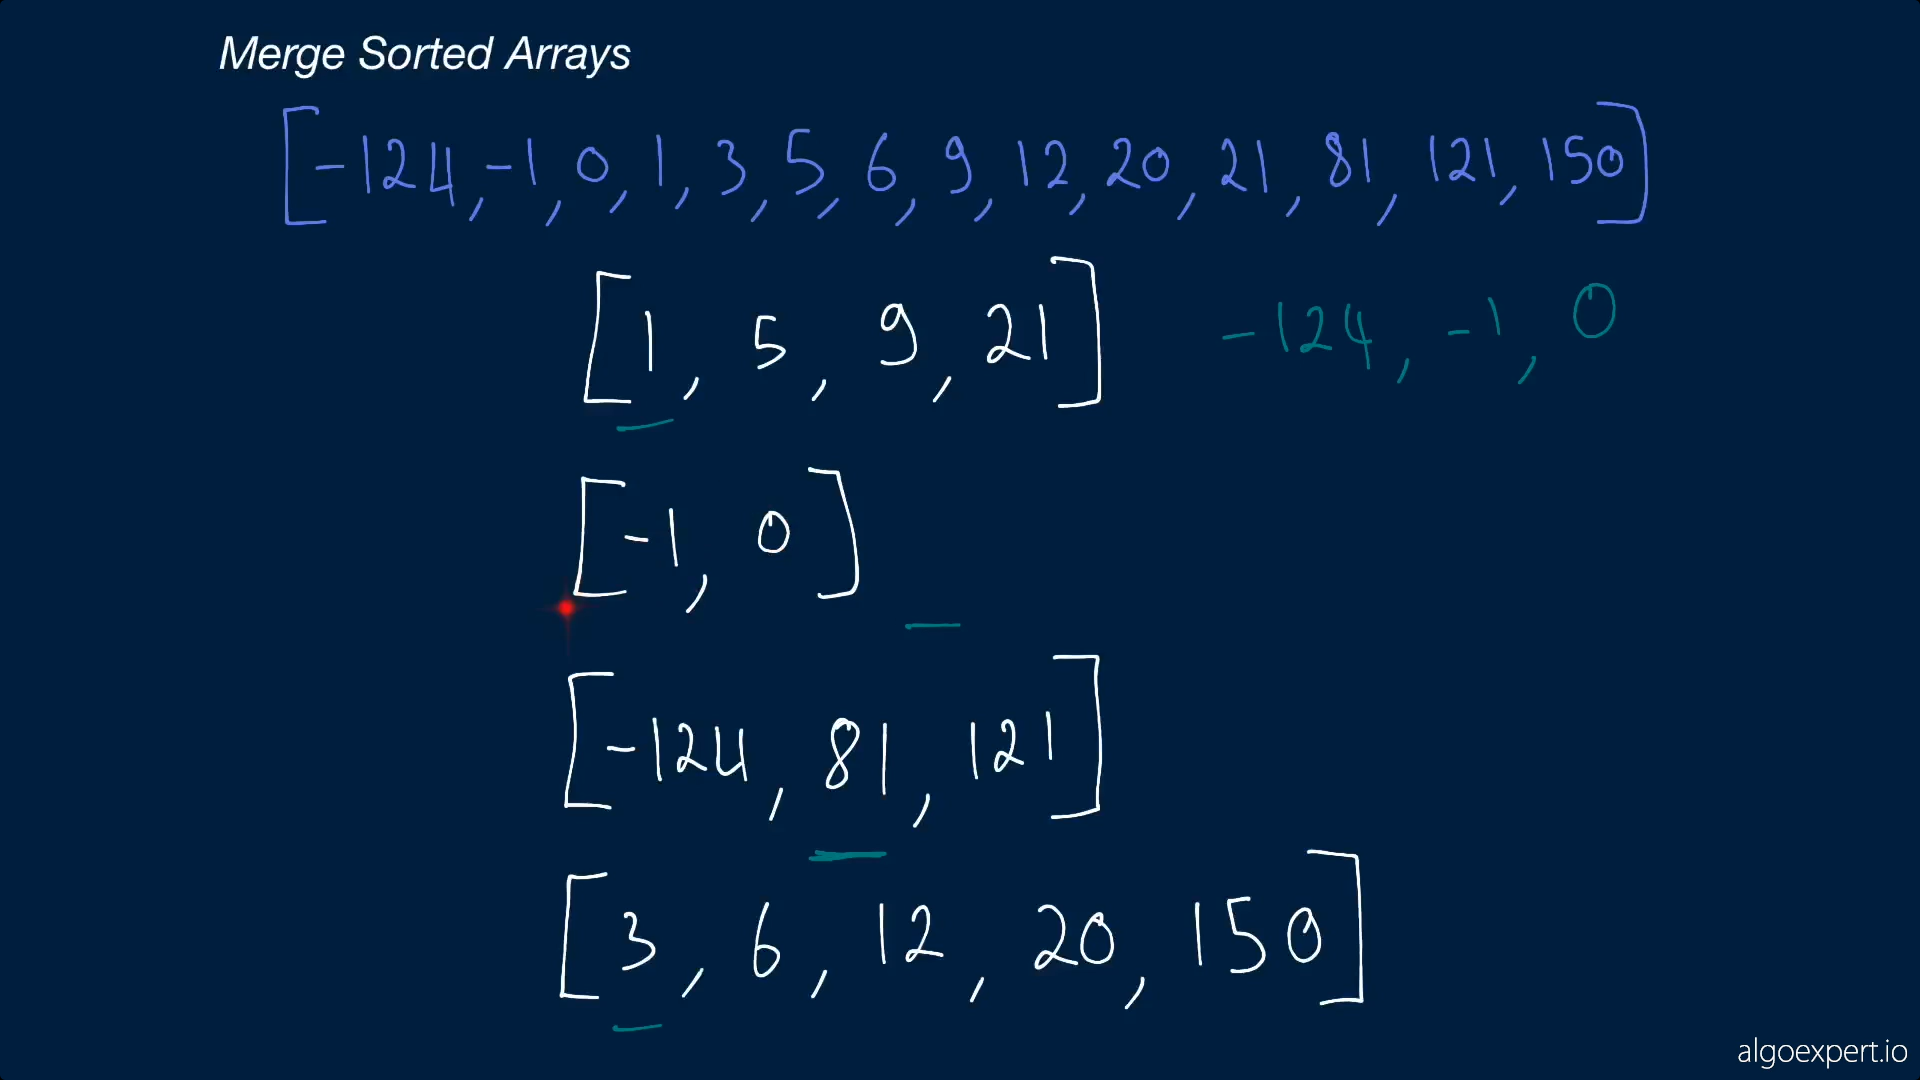 Merge Sorted Arrays
[-124, -1, 0, 1, 3, 5, 6, 9, 12, 20, 21, 81, 121, 150]
[1, 5, 9, 21] -124, -1, 0
[-1, 0]
[-124, 81, 121]
[3, 6, 12, 20, 150]
algoexpert.io